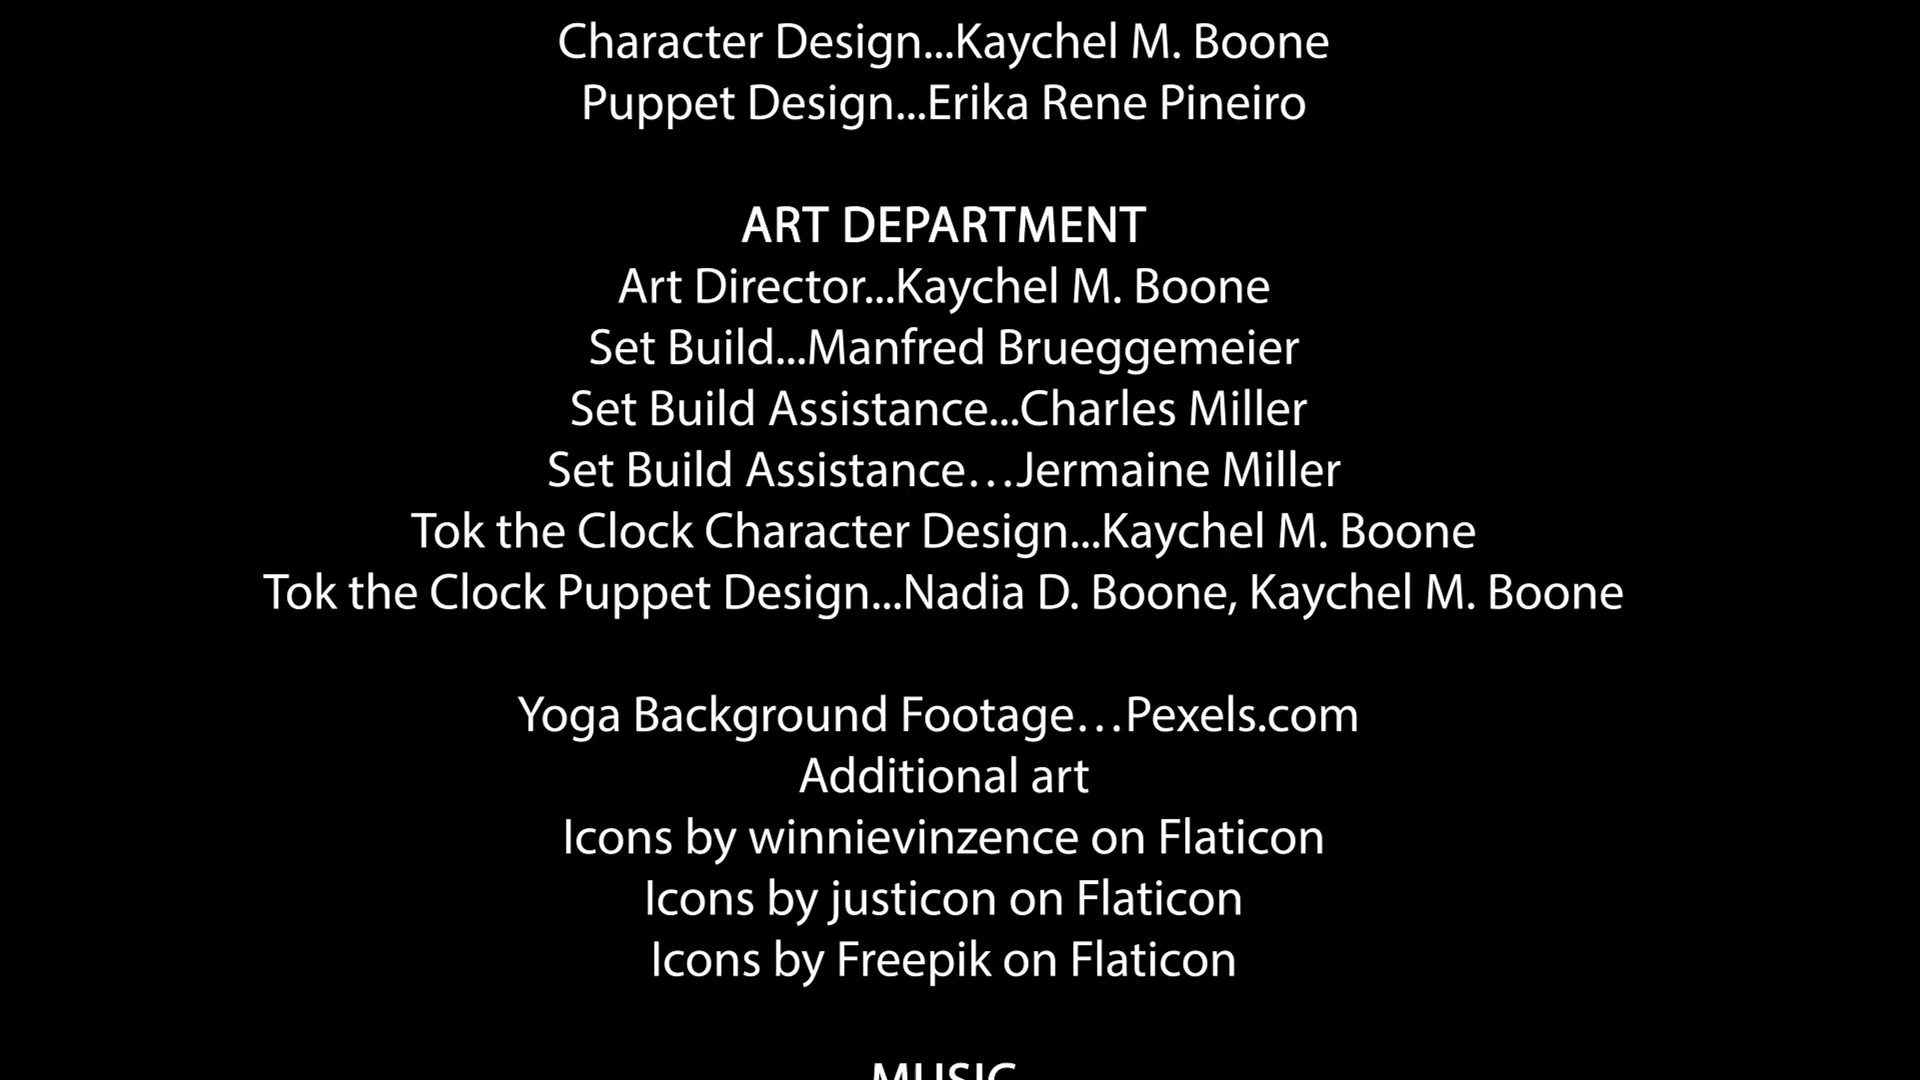 Character Design...Kaychel M. Boone
Puppet Design...Erika Rene Pineiro
ART DEPARTMENT
Art Director...Kaychel M. Boone
Set Build...Manfred Brueggemeier
Set Build Assistance...Charles Miller
Set Build Assistance…Jermaine Miller
Tok the Clock Character Design...Kaychel M. Boone
Tok the Clock Puppet Design...Nadia D. Boone, Kaychel M. Boone
Yoga Background Footage…Pexels.com
Additional art
Icons by winnievinzence on Flaticon
Icons by justicon on Flaticon
Icons by Freepik on Flaticon
MUSIC